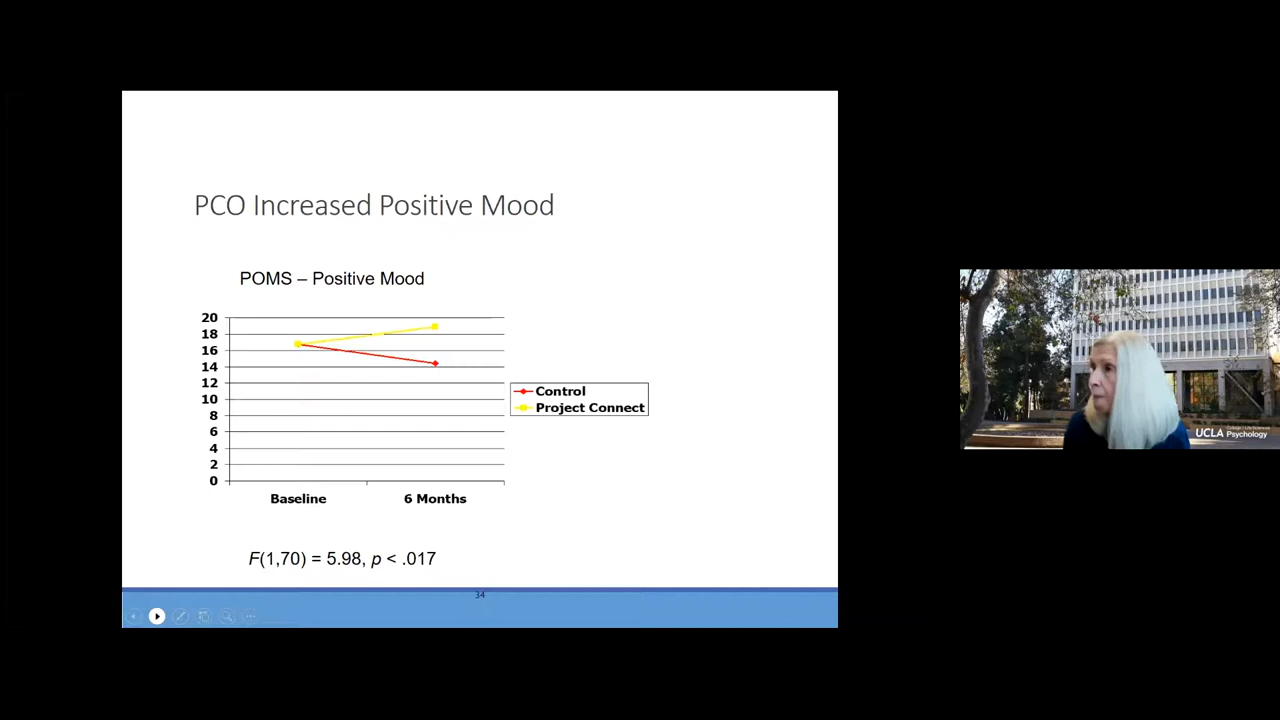 PCO Increased Positive Mood
POMS – Positive Mood
20
18
16
14
12
10
8
6
4
2
0
Baseline
6 Months
Control
Project Connect
F(1,70) = 5.98, p < .017
34
UCLA
Psychology